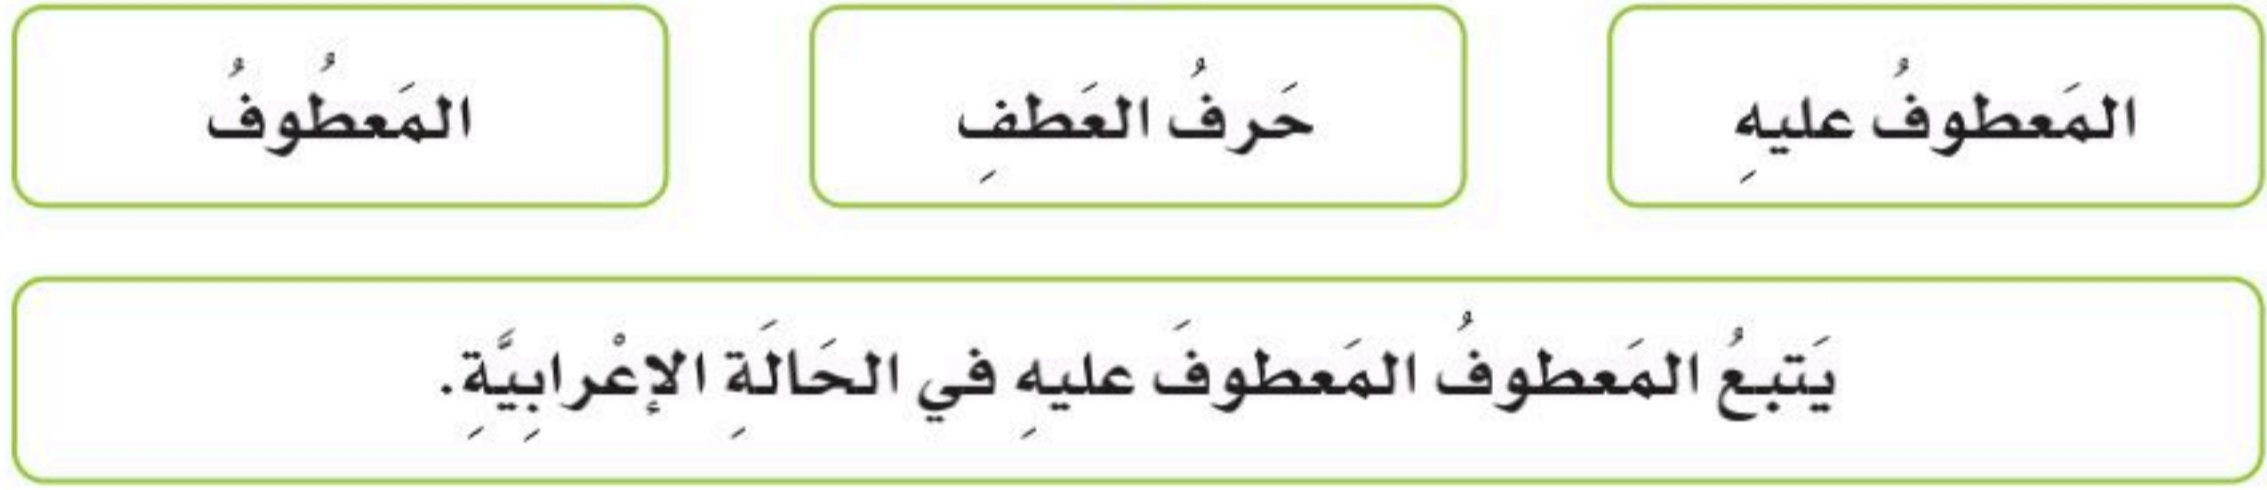 المَعطوفُ عليهِ
حَرفُ العَطفِ
المَعطُوفُ
يَتبعُ المَعطوفُ المَعطوفَ عليهِ في الحَالَةِ الإعْرابِيَّةِ.